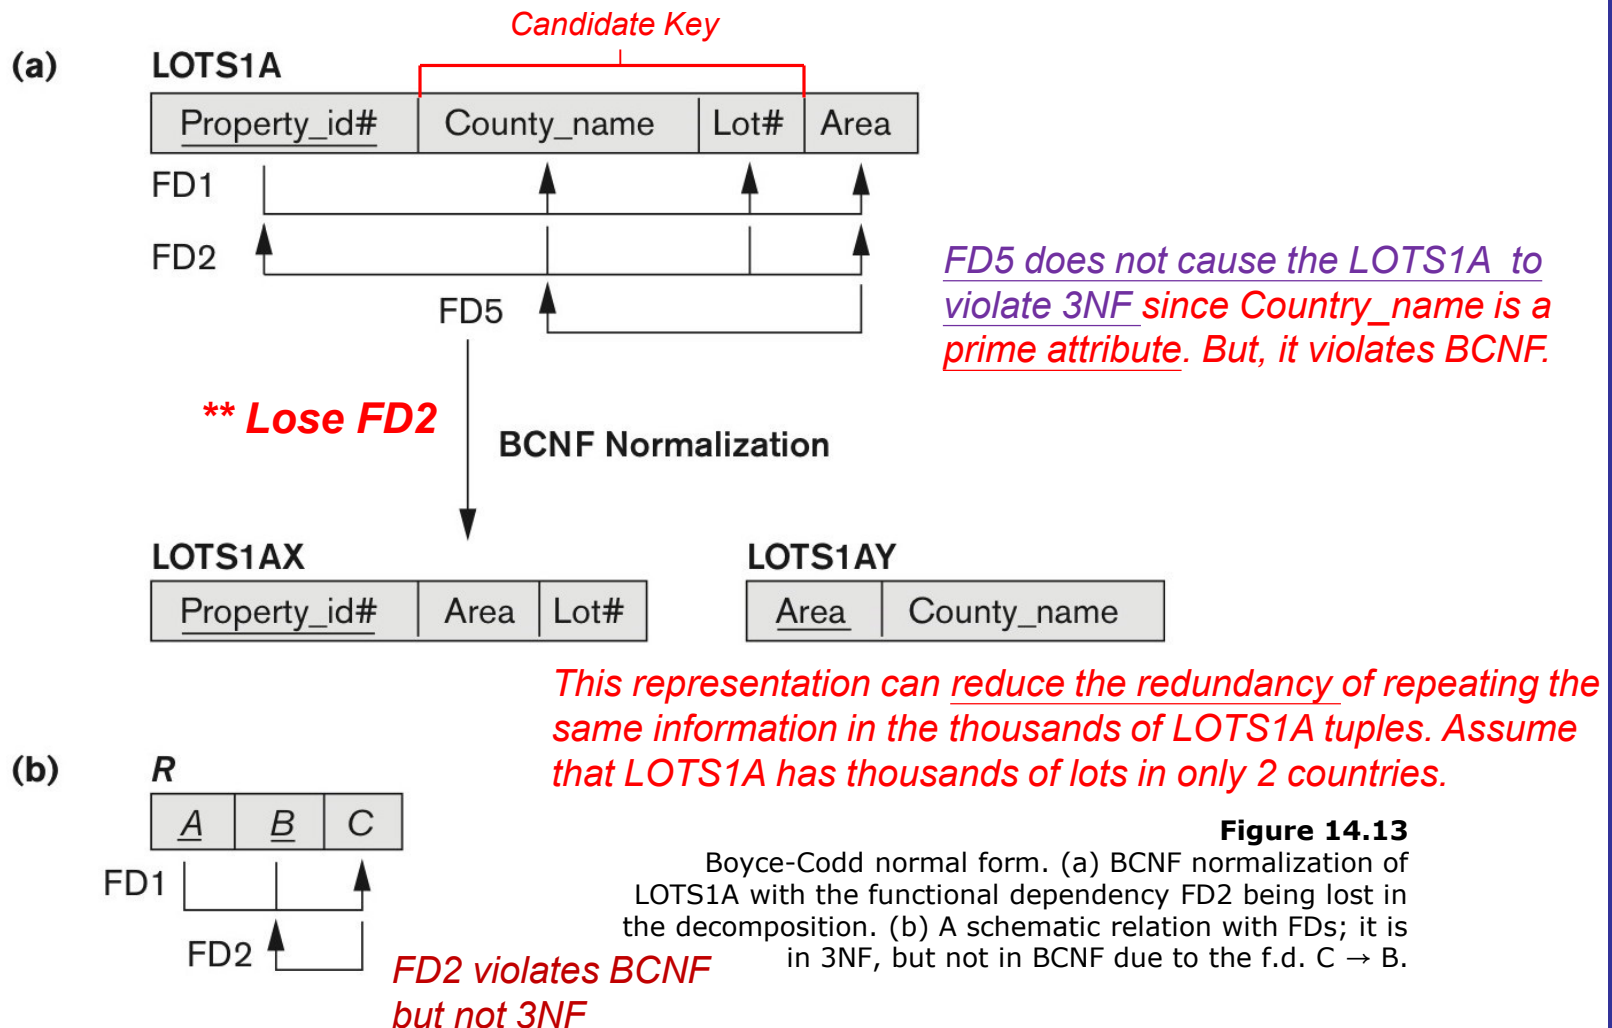 Candidate Key
(a) LOTS1A
Property_id# County_name Lot# Area
FD1
FD2
FD5
FD5 does not cause the LOTS1A to
violate 3NF since Country_name is a
prime attribute. But, it violates BCNF.
** Lose FD2
BCNF Normalization
LOTS1AX
Property_id# Area Lot#
LOTS1AY
Area County_name
This representation can reduce the redundancy of repeating the
same information in the thousands of LOTS1A tuples. Assume
that LOTS1A has thousands of lots in only 2 countries.
(b) R
A B C
FD1
FD2
FD2 violates BCNF
but not 3NF
Figure 14.13
Boyce-Codd normal form. (a) BCNF normalization of
LOTS1A with the functional dependency FD2 being lost in
the decomposition. (b) A schematic relation with FDs; it is
in 3NF, but not in BCNF due to the f.d. C → B.